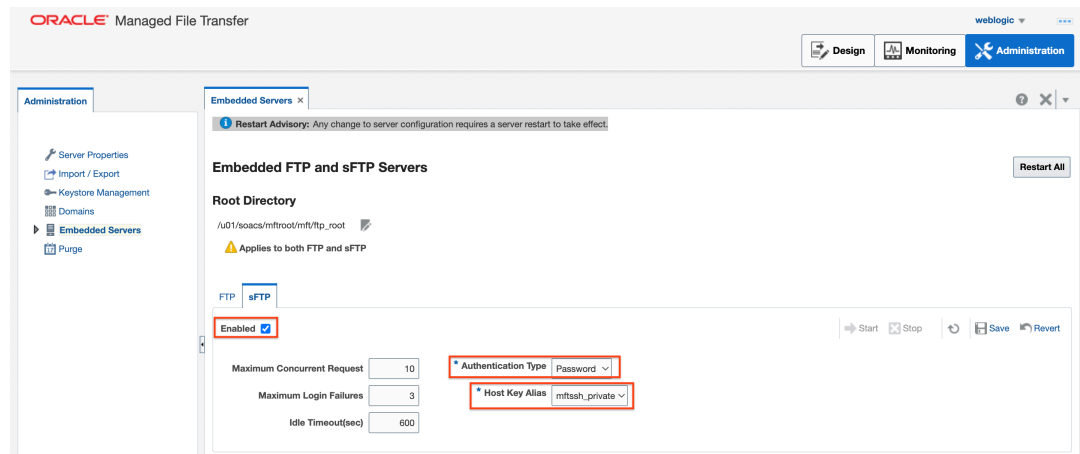 ORACLE® Managed File Transfer
weblogic
Design
Monitoring
Administration
Administration
Embedded Servers ×
Restart Advisory: Any change to server configuration requires a server restart to take effect.
Server Properties
Import / Export
Keystore Management
Domains
Embedded Servers
Purge
Embedded FTP and sFTP Servers
Restart All
Root Directory
/u01/soacs/mftroot/mft/ftp_root
Applies to both FTP and sFTP
FTP sFTP
Enabled
Start Stop Save Revert
Maximum Concurrent Request 10
* Authentication Type Password
Maximum Login Failures 3
* Host Key Alias mftssh_private
Idle Timeout(sec) 600